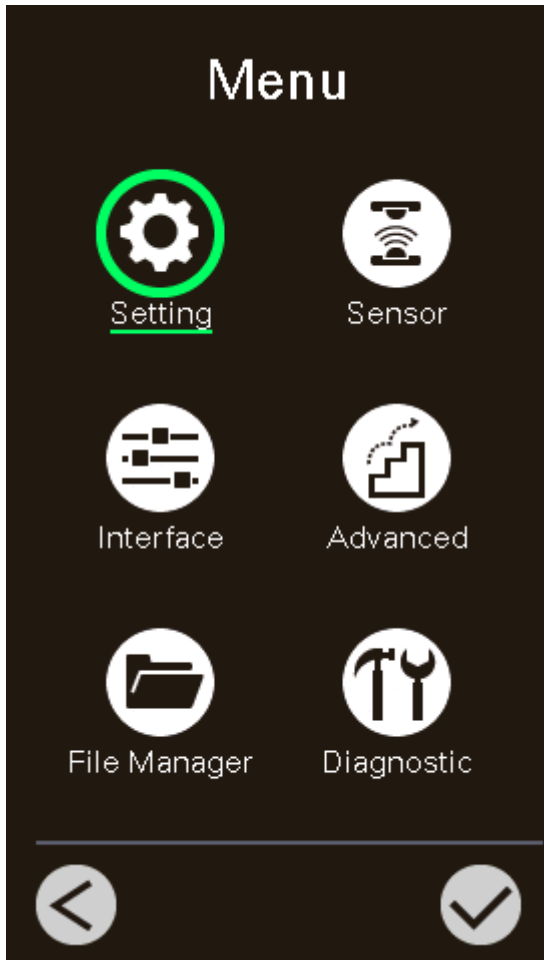 Menu
Setting
Sensor
Interface
Advanced
File Manager
Diagnostic